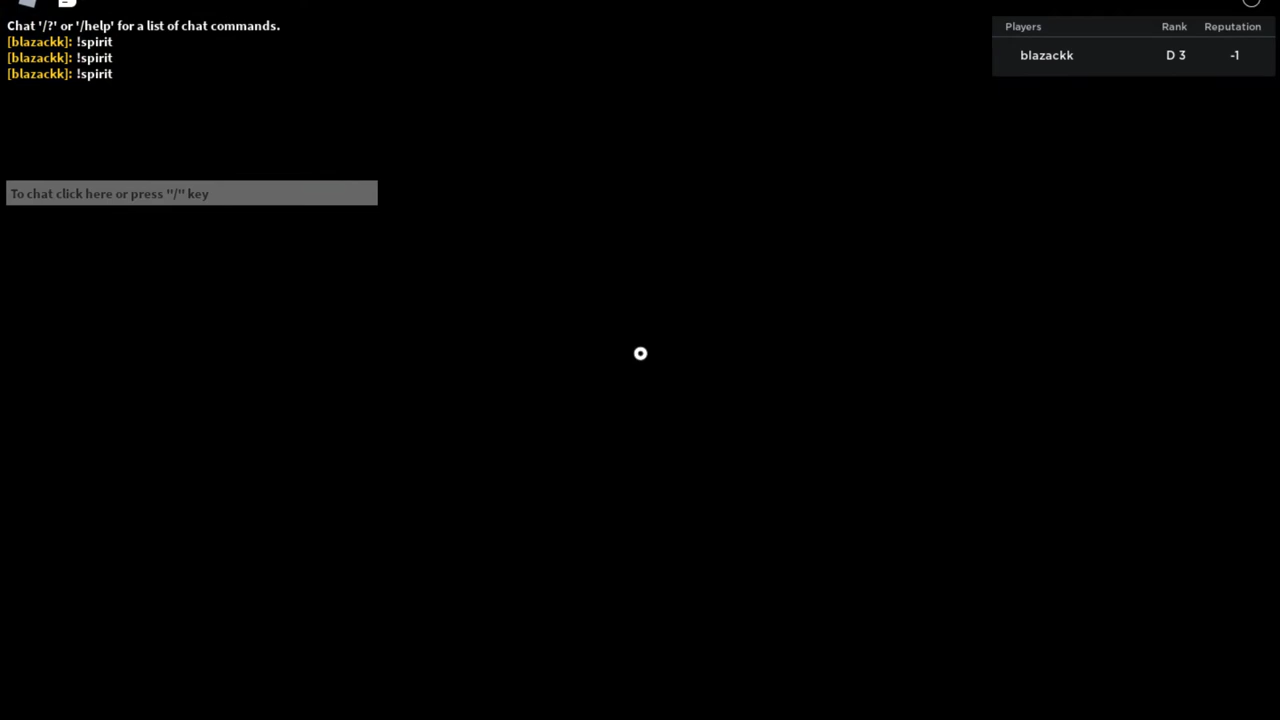 Chat '/?' or '/help' for a list of chat commands.
[blazackk]: !spirit
[blazackk]: !spirit
[blazackk]: !spirit
To chat click here or press "/" key
Players Rank Reputation
blazackk D 3 -1